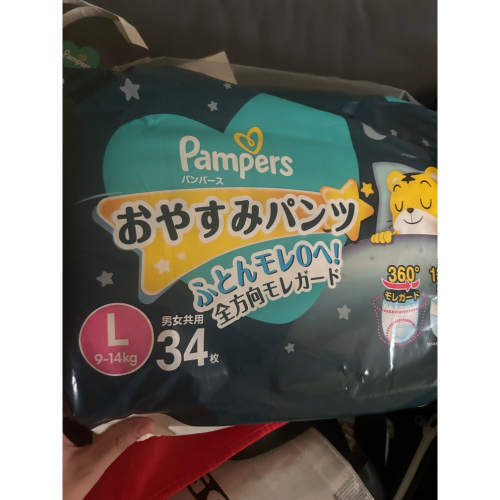 Pampers
Pampers
パンパース
おやすみパンツ
ふとんモレ0へ!
全方向モレガード
360°
モレガード
L
9-14kg
男女共用
34枚